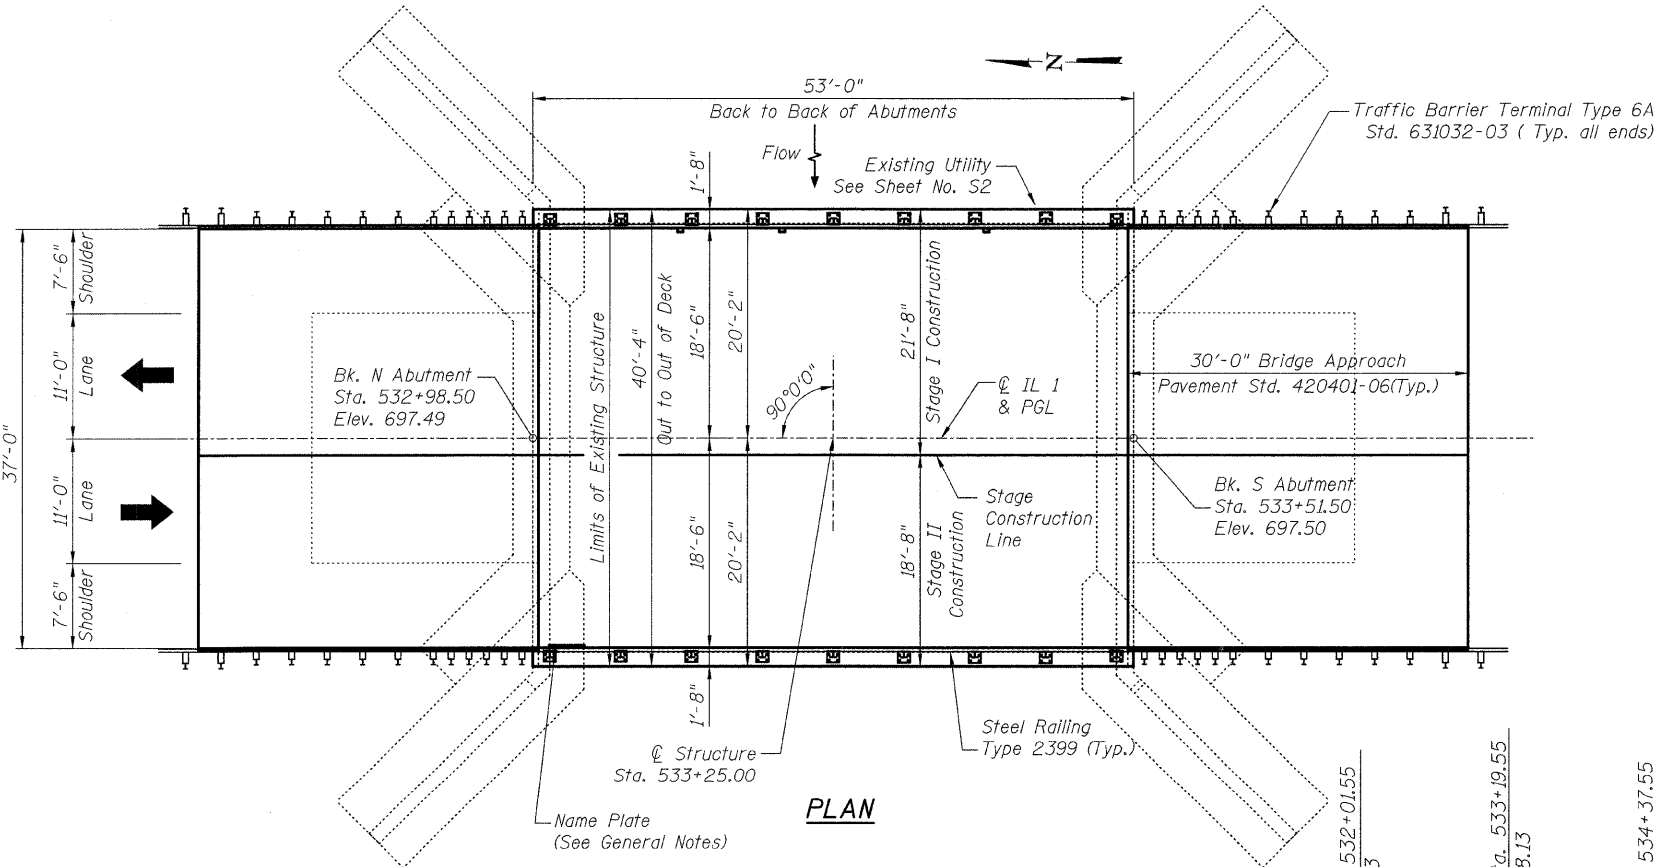 N
53'-0"
Back to Back of Abutments
Flow
1'-8"
Existing Utility
See Sheet No. S2
Traffic Barrier Terminal Type 6A
Std. 631032-03 ( Typ. all ends)
37'-0"
7'-6"
Shoulder
11'-0"
Lane
11'-0"
Lane
7'-6"
Shoulder
Bk. N Abutment
Sta. 532+98.50
Elev. 697.49
Limits of Existing Structure
40'-4"
Out to Out of Deck
18'-6"
20'-2"
18'-6"
20'-2"
1'-8"
90°0'0"
21'-8"
Stage I Construction
18'-8"
Stage II
Construction
℄ IL 1
& PGL
30'-0" Bridge Approach
Pavement Std. 420401-06(Typ.)
Stage
Construction
Line
Bk. S Abutment
Sta. 533+51.50
Elev. 697.50
Steel Railing
Type 2399 (Typ.)
℄ Structure
Sta. 533+25.00
Name Plate
(See General Notes)
PLAN
532+01.55
3
ta. 533+19.55
8.13
534+37.55